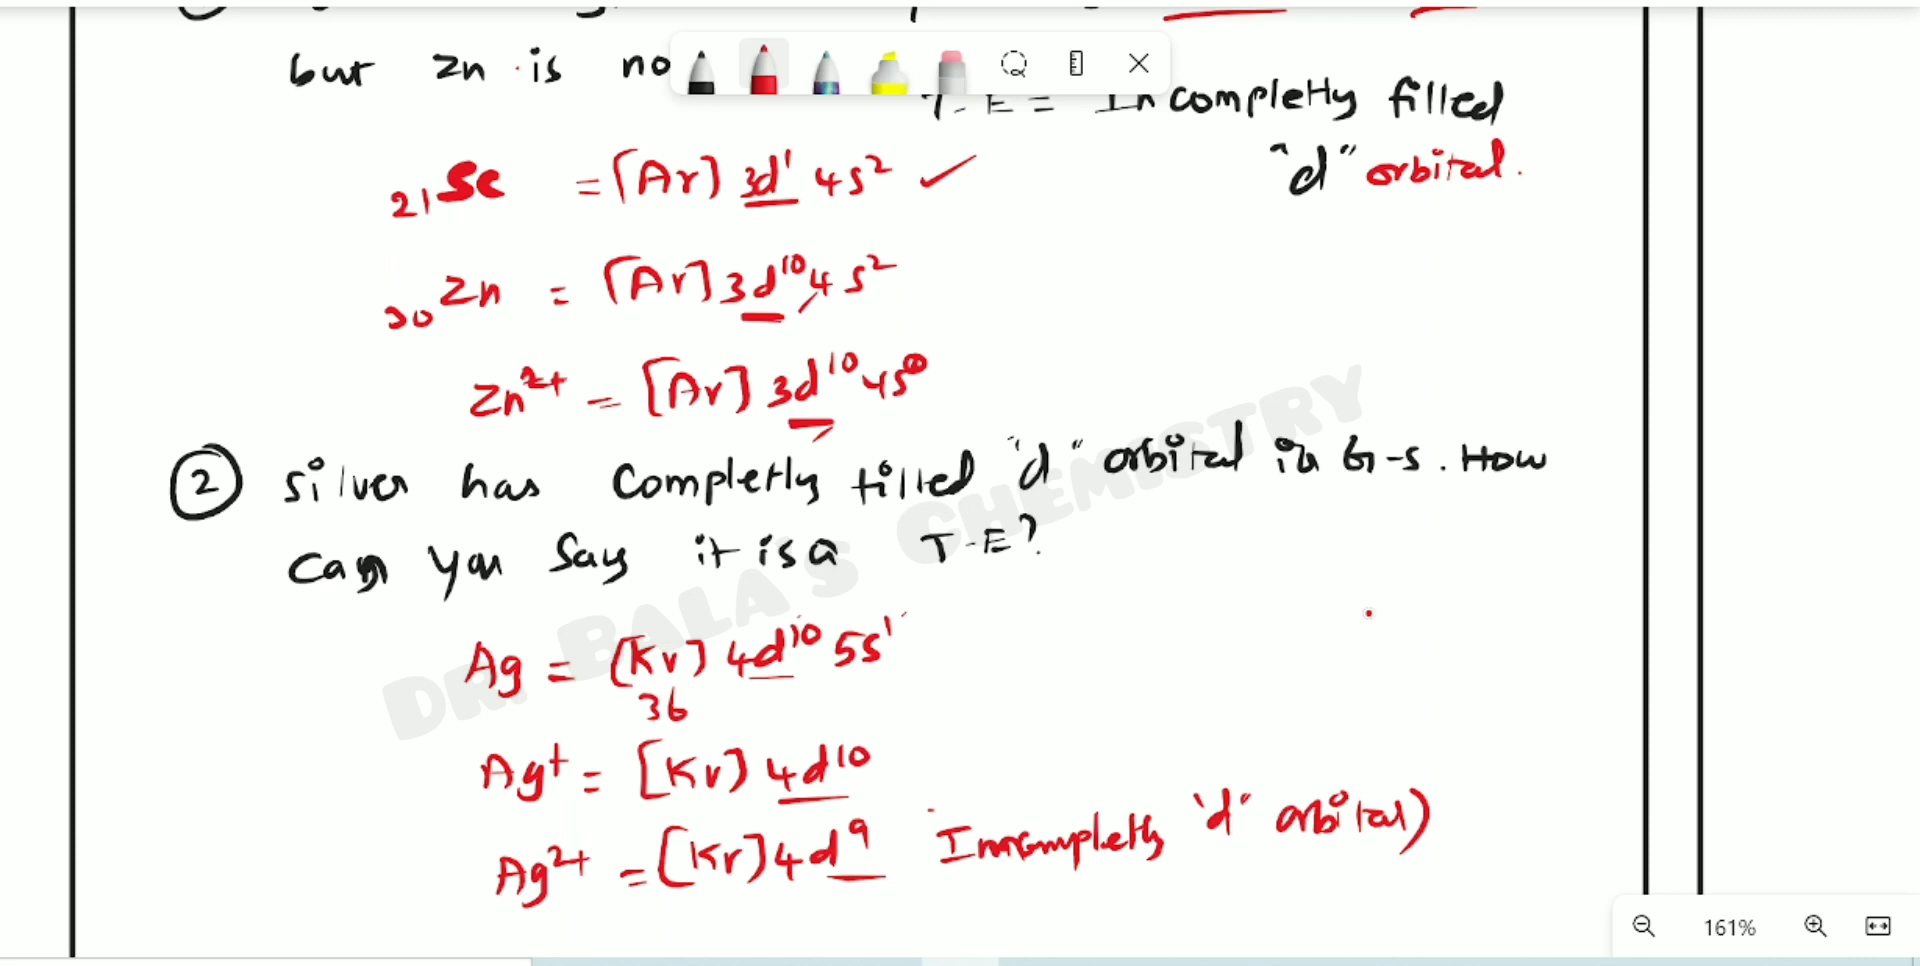 but Zn is no
T-E = Incompletly filled
"d" orbital.
21Sc = [Ar] 3d¹ 4s² ✓
30Zn = [Ar] 3d¹⁰ 4s²
Zn²⁺ = [Ar] 3d¹⁰ 4s⁰
② Silver has Completly filled "d" orbital in G-S. How
can you say it is a T-E?
Ag = [Kr] 4d¹⁰ 5s¹
36
Ag⁺ = [Kr] 4d¹⁰
Ag²⁺ = [Kr] 4d⁹ Incompletly 'd' orbital)
DR. BALA'S CHEMISTRY
161%